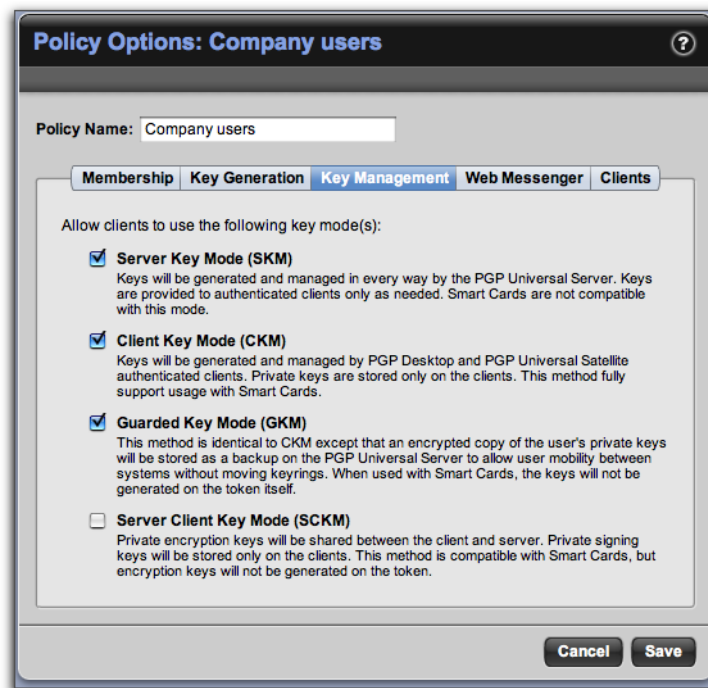 Policy Options: Company users
?
Policy Name: Company users
Membership Key Generation Key Management Web Messenger Clients
Allow clients to use the following key mode(s):
Server Key Mode (SKM)
Keys will be generated and managed in every way by the PGP Universal Server. Keys
are provided to authenticated clients only as needed. Smart Cards are not compatible
with this mode.
Client Key Mode (CKM)
Keys will be generated and managed by PGP Desktop and PGP Universal Satellite
authenticated clients. Private keys are stored only on the clients. This method fully
support usage with Smart Cards.
Guarded Key Mode (GKM)
This method is identical to CKM except that an encrypted copy of the user's private keys
will be stored as a backup on the PGP Universal Server to allow user mobility between
systems without moving keyrings. When used with Smart Cards, the keys will not be
generated on the token itself.
Server Client Key Mode (SCKM)
Private encryption keys will be shared between the client and server. Private signing
keys will be stored only on the clients. This method is compatible with Smart Cards, but
encryption keys will not be generated on the token.
Cancel Save